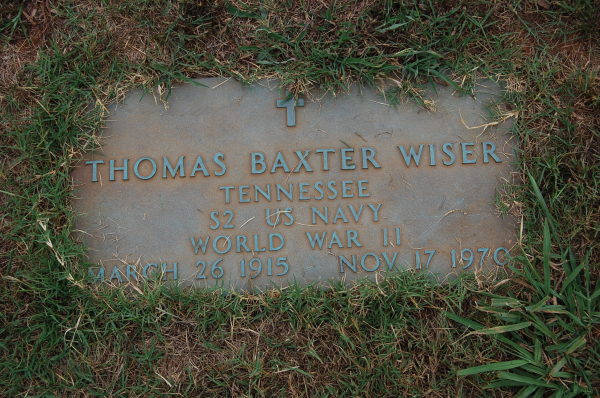 THOMAS BAXTER WISER
TENNESSEE
S2 US NAVY
WORLD WAR II
MARCH 26 1915 NOV 17 1970